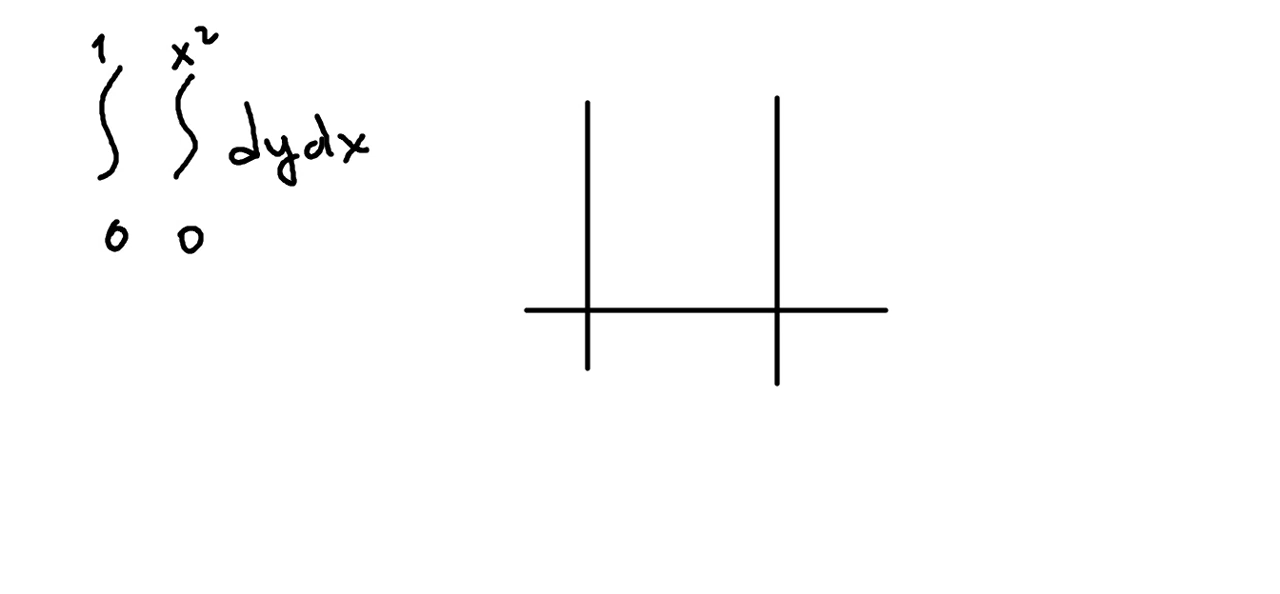 1 x²
∫ ∫ dydx
0 0